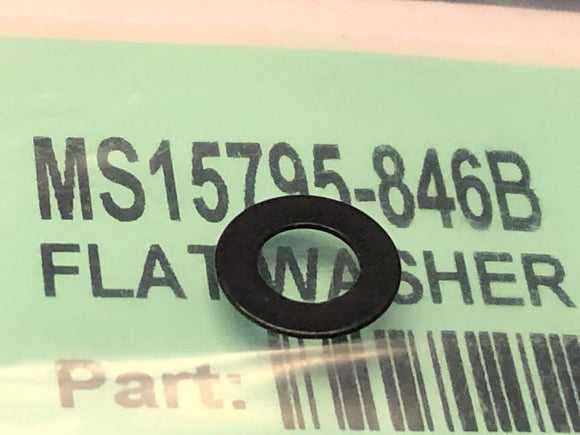 MS15795-846B
FLAT WASHER
Part: